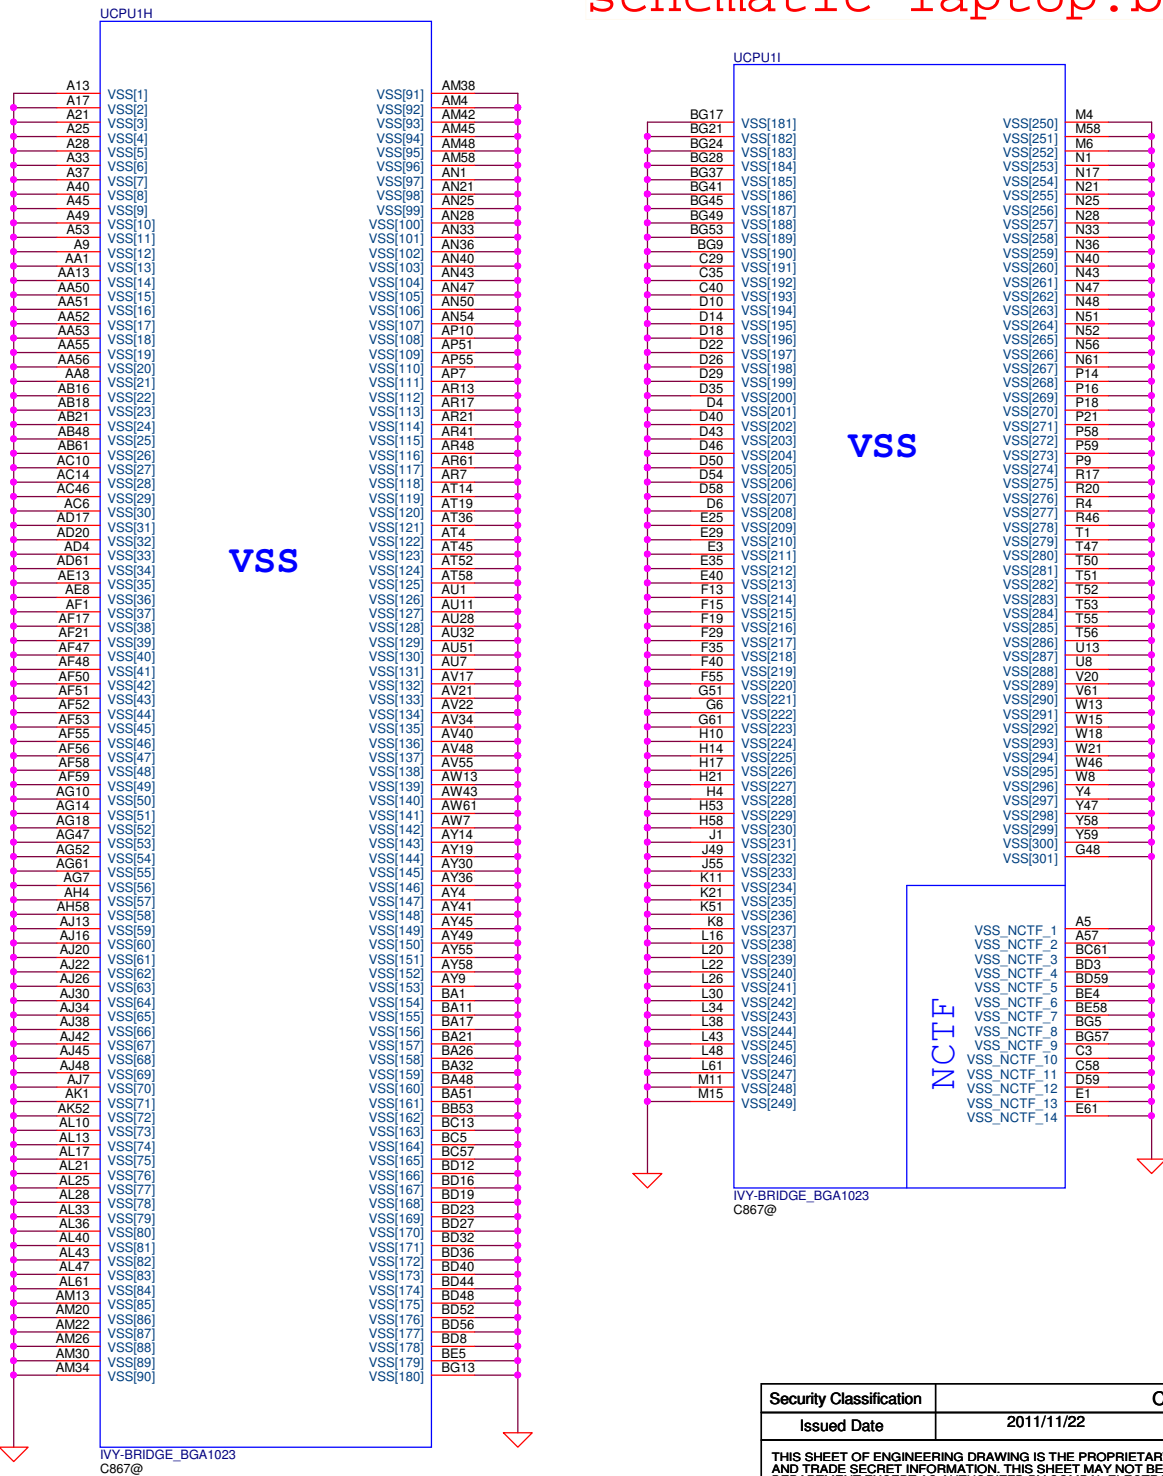 schematic laptop.b
UCPU1H
A13 VSS[1] VSS[91] AM38
A17 VSS[2] VSS[92] AM4
A21 VSS[3] VSS[93] AM42
A25 VSS[4] VSS[94] AM45
A28 VSS[5] VSS[95] AM48
A33 VSS[6] VSS[96] AM58
A37 VSS[7] VSS[97] AN1
A40 VSS[8] VSS[98] AN21
A45 VSS[9] VSS[99] AN25
A49 VSS[10] VSS[100] AN28
A53 VSS[11] VSS[101] AN33
A9 VSS[12] VSS[102] AN36
AA1 VSS[13] VSS[103] AN40
AA13 VSS[14] VSS[104] AN43
AA50 VSS[15] VSS[105] AN47
AA51 VSS[16] VSS[106] AN50
AA52 VSS[17] VSS[107] AN54
AA53 VSS[18] VSS[108] AP10
AA55 VSS[19] VSS[109] AP51
AA56 VSS[20] VSS[110] AP55
AA8 VSS[21] VSS[111] AP7
AB16 VSS[22] VSS[112] AR13
AB18 VSS[23] VSS[113] AR17
AB21 VSS[24] VSS[114] AR21
AB48 VSS[25] VSS[115] AR41
AB61 VSS[26] VSS[116] AR48
AC10 VSS[27] VSS[117] AR61
AC14 VSS[28] VSS[118] AR7
AC46 VSS[29] VSS[119] AT14
AC6 VSS[30] VSS[120] AT19
AD17 VSS[31] VSS[121] AT36
AD20 VSS[32] VSS[122] AT4
AD4 VSS[33] VSS[123] AT45
AD61 VSS[34] VSS[124] AT52
AE13 VSS[35] VSS[125] AT58
AE8 VSS[36] VSS[126] AU1
AF1 VSS[37] VSS[127] AU11
AF17 VSS[38] VSS[128] AU28
AF21 VSS[39] VSS[129] AU32
AF47 VSS[40] VSS[130] AU51
AF48 VSS[41] VSS[131] AU7
AF50 VSS[42] VSS[132] AV17
AF51 VSS[43] VSS[133] AV21
AF52 VSS[44] VSS[134] AV22
AF53 VSS[45] VSS[135] AV34
AF55 VSS[46] VSS[136] AV40
AF56 VSS[47] VSS[137] AV48
AF58 VSS[48] VSS[138] AV55
AF59 VSS[49] VSS[139] AW13
AG10 VSS[50] VSS[140] AW43
AG14 VSS[51] VSS[141] AW61
AG18 VSS[52] VSS[142] AW7
AG47 VSS[53] VSS[143] AY14
AG52 VSS[54] VSS[144] AY19
AG61 VSS[55] VSS[145] AY30
AG7 VSS[56] VSS[146] AY36
AH4 VSS[57] VSS[147] AY4
AH58 VSS[58] VSS[148] AY41
AJ13 VSS[59] VSS[149] AY45
AJ16 VSS[60] VSS[150] AY49
AJ20 VSS[61] VSS[151] AY55
AJ22 VSS[62] VSS[152] AY58
AJ26 VSS[63] VSS[153] AY9
AJ30 VSS[64] VSS[154] BA1
AJ34 VSS[65] VSS[155] BA11
AJ38 VSS[66] VSS[156] BA17
AJ42 VSS[67] VSS[157] BA21
AJ45 VSS[68] VSS[158] BA26
AJ48 VSS[69] VSS[159] BA32
AJ7 VSS[70] VSS[160] BA48
AK1 VSS[71] VSS[161] BA51
AK52 VSS[72] VSS[162] BB53
AL10 VSS[73] VSS[163] BC13
AL13 VSS[74] VSS[164] BC5
AL17 VSS[75] VSS[165] BC57
AL21 VSS[76] VSS[166] BD12
AL25 VSS[77] VSS[167] BD16
AL28 VSS[78] VSS[168] BD19
AL33 VSS[79] VSS[169] BD23
AL36 VSS[80] VSS[170] BD27
AL40 VSS[81] VSS[171] BD32
AL43 VSS[82] VSS[172] BD36
AL47 VSS[83] VSS[173] BD40
AL61 VSS[84] VSS[174] BD44
AM13 VSS[85] VSS[175] BD48
AM20 VSS[86] VSS[176] BD52
AM22 VSS[87] VSS[177] BD56
AM26 VSS[88] VSS[178] BD8
AM30 VSS[89] VSS[179] BE5
AM34 VSS[90] VSS[180] BG13
VSS
IVY-BRIDGE_BGA1023
C867@
UCPU1I
BG17 VSS[181] VSS[250] M4
BG21 VSS[182] VSS[251] M58
BG24 VSS[183] VSS[252] M6
BG28 VSS[184] VSS[253] N1
BG37 VSS[185] VSS[254] N17
BG41 VSS[186] VSS[255] N21
BG45 VSS[187] VSS[256] N25
BG49 VSS[188] VSS[257] N28
BG53 VSS[189] VSS[258] N33
BG9 VSS[190] VSS[259] N36
C29 VSS[191] VSS[260] N40
C35 VSS[192] VSS[261] N43
C40 VSS[193] VSS[262] N47
D10 VSS[194] VSS[263] N48
D14 VSS[195] VSS[264] N51
D18 VSS[196] VSS[265] N52
D22 VSS[197] VSS[266] N56
D26 VSS[198] VSS[267] N61
D29 VSS[199] VSS[268] P14
D35 VSS[200] VSS[269] P16
D4 VSS[201] VSS[270] P18
D40 VSS[202] VSS[271] P21
D43 VSS[203] VSS[272] P58
D46 VSS[204] VSS[273] P59
D50 VSS[205] VSS[274] P9
D54 VSS[206] VSS[275] R17
D58 VSS[207] VSS[276] R20
D6 VSS[208] VSS[277] R4
E25 VSS[209] VSS[278] R46
E29 VSS[210] VSS[279] T1
E3 VSS[211] VSS[280] T47
E35 VSS[212] VSS[281] T50
E40 VSS[213] VSS[282] T51
F13 VSS[214] VSS[283] T52
F15 VSS[215] VSS[284] T53
F19 VSS[216] VSS[285] T55
F29 VSS[217] VSS[286] T56
F35 VSS[218] VSS[287] U13
F40 VSS[219] VSS[288] U8
F55 VSS[220] VSS[289] V20
G51 VSS[221] VSS[290] V61
G6 VSS[222] VSS[291] W13
G61 VSS[223] VSS[292] W15
H10 VSS[224] VSS[293] W18
H14 VSS[225] VSS[294] W21
H17 VSS[226] VSS[295] W46
H21 VSS[227] VSS[296] W8
H4 VSS[228] VSS[297] Y4
H53 VSS[229] VSS[298] Y47
H58 VSS[230] VSS[299] Y58
J1 VSS[231] VSS[300] Y59
J49 VSS[232] VSS[301] G48
J55 VSS[233]
K11 VSS[234]
K21 VSS[235]
K51 VSS[236]
K8 VSS[237] VSS_NCTF_1 A5
L16 VSS[238] VSS_NCTF_2 A57
L20 VSS[239] VSS_NCTF_3 BC61
L22 VSS[240] VSS_NCTF_4 BD3
L26 VSS[241] VSS_NCTF_5 BD59
L30 VSS[242] VSS_NCTF_6 BE4
L34 VSS[243] VSS_NCTF_7 BE58
L38 VSS[244] VSS_NCTF_8 BG5
L43 VSS[245] VSS_NCTF_9 BG57
L48 VSS[246] VSS_NCTF_10 C3
L61 VSS[247] VSS_NCTF_11 C58
M11 VSS[248] VSS_NCTF_12 D59
M15 VSS[249] VSS_NCTF_13 E1
VSS_NCTF_14 E61
VSS
NCTF
IVY-BRIDGE_BGA1023
C867@
Security Classification C
Issued Date 2011/11/22
THIS SHEET OF ENGINEERING DRAWING IS THE PROPRIETAR
AND TRADE SECRET INFORMATION. THIS SHEET MAY NOT BE